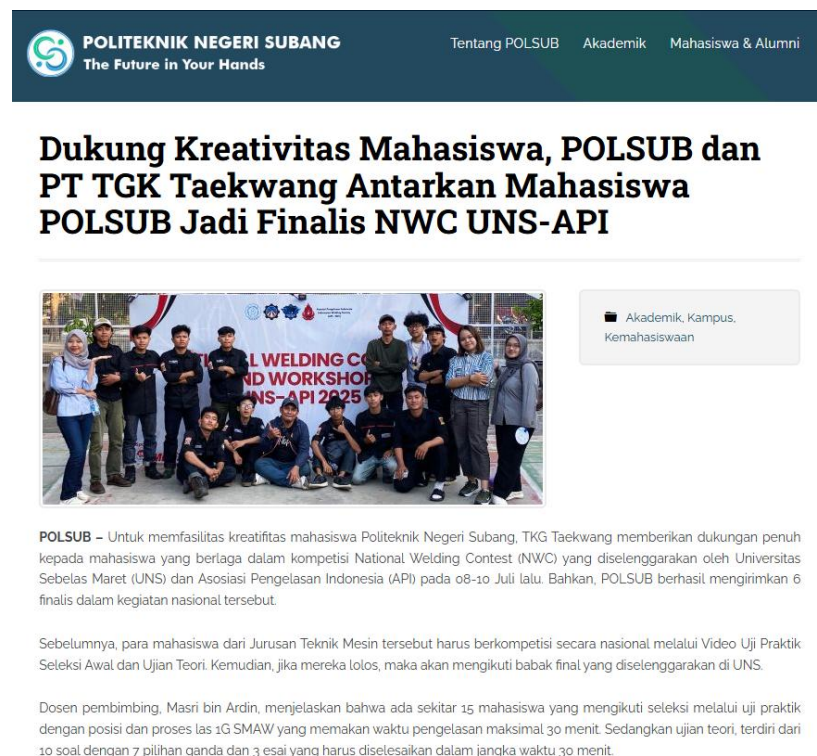 POLITEKNIK NEGERI SUBANG
The Future in Your Hands
Tentang POLSUB Akademik Mahasiswa & Alumni
Dukung Kreativitas Mahasiswa, POLSUB dan
PT TGK Taekwang Antarkan Mahasiswa
POLSUB Jadi Finalis NWC UNS-API
L WELDING CO
ND WORKSHOP
NS-API 2025
Akademik, Kampus,
Kemahasiswaan
POLSUB – Untuk memfasilitas kreatifitas mahasiswa Politeknik Negeri Subang, TKG Taekwang memberikan dukungan penuh
kepada mahasiswa yang berlaga dalam kompetisi National Welding Contest (NWC) yang diselenggarakan oleh Universitas
Sebelas Maret (UNS) dan Asosiasi Pengelasan Indonesia (API) pada 08-10 Juli lalu. Bahkan, POLSUB berhasil mengirimkan 6
finalis dalam kegiatan nasional tersebut.
Sebelumnya, para mahasiswa dari Jurusan Teknik Mesin tersebut harus berkompetisi secara nasional melalui Video Uji Praktik
Seleksi Awal dan Ujian Teori. Kemudian, jika mereka lolos, maka akan mengikuti babak final yang diselenggarakan di UNS.
Dosen pembimbing, Masri bin Ardin, menjelaskan bahwa ada sekitar 15 mahasiswa yang mengikuti seleksi melalui uji praktik
dengan posisi dan proses las 1G SMAW yang memakan waktu pengelasan maksimal 30 menit. Sedangkan ujian teori, terdiri dari
10 soal dengan 7 pilihan ganda dan 3 esai yang harus diselesaikan dalam jangka waktu 30 menit.